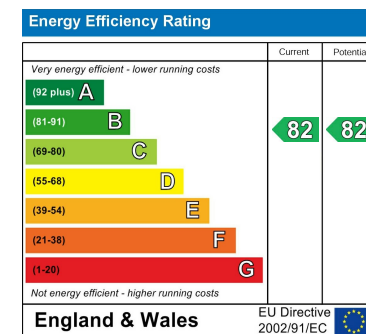 Energy Efficiency Rating
Current Potentia
Very energy efficient - lower running costs
(92 plus) A
(81-91) B
82 82
(69-80) C
(55-68) D
(39-54) E
(21-38) F
(1-20) G
Not energy efficient - higher running costs
England & Wales
EU Directive
2002/91/EC